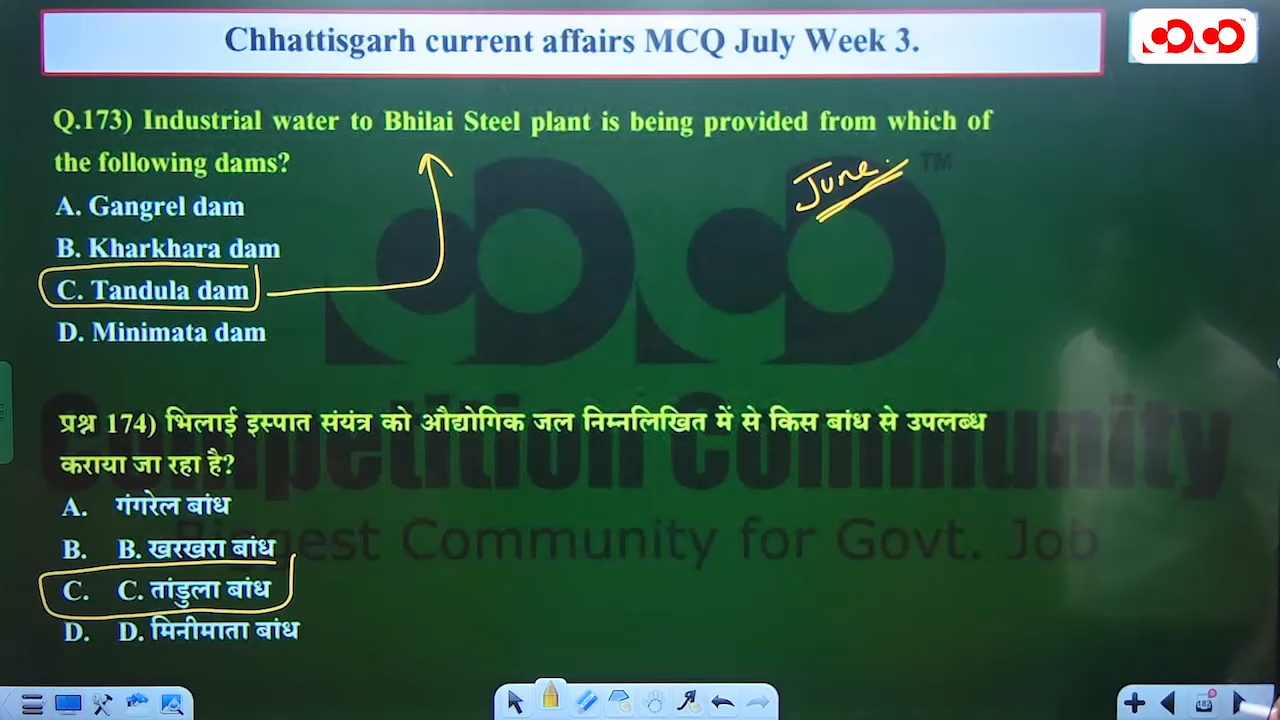 Chhattisgarh current affairs MCQ July Week 3.
Q.173) Industrial water to Bhilai Steel plant is being provided from which of
the following dams?
June
TM
A. Gangrel dam
B. Kharkhara dam
C. Tandula dam
D. Minimata dam
प्रश्न 174) भिलाई इस्पात संयंत्र को औद्योगिक जल निम्नलिखित में से किस बांध से उपलब्ध
कराया जा रहा है?
Competition Community
A. गंगरेल बांध
Biggest Community for Govt. Job
B. B. खरखरा बांध
C. C. तांडुला बांध
D. D. मिनीमाता बांध
182